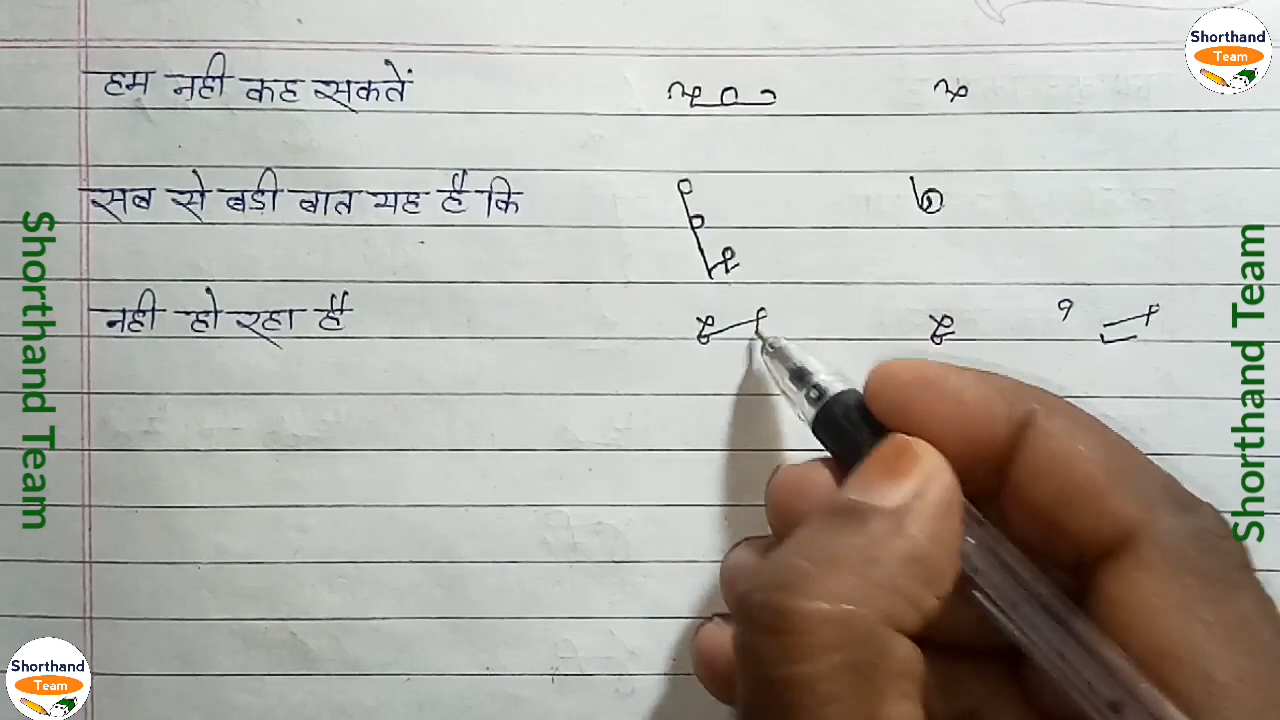 Shorthand
Team
हम नही कह सकतें
सब से बड़ी बात यह है कि
नही हो रहा है
Shorthand Team
Shorthand Team
Shorthand
Team